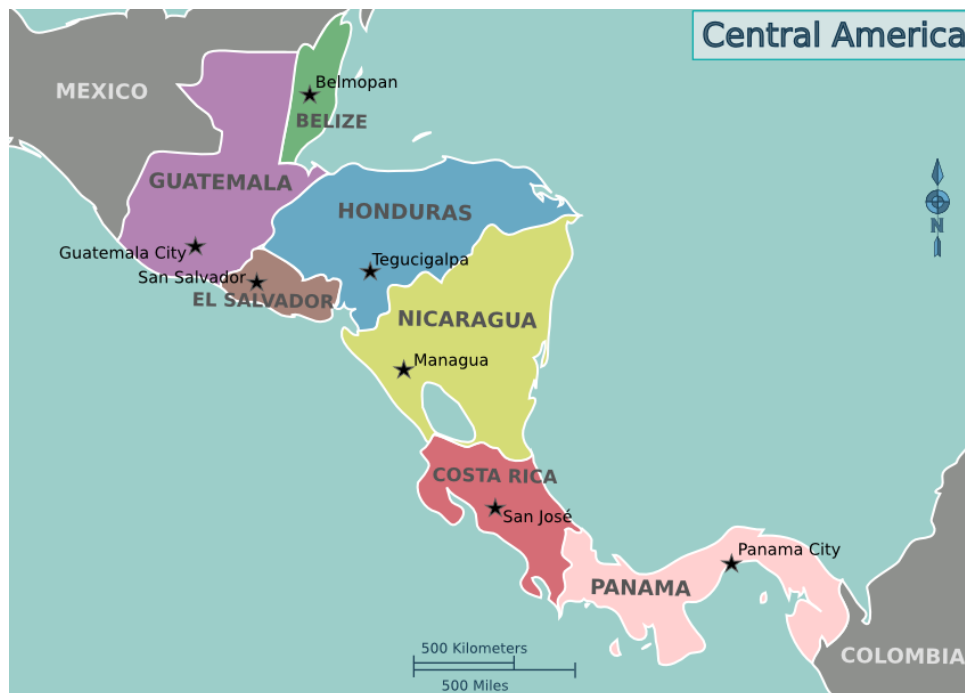 Central America
MEXICO
Belmopan
BELIZE
GUATEMALA
HONDURAS
N
Guatemala City
Tegucigalpa
San Salvador
EL SALVADOR
NICARAGUA
Managua
COSTA RICA
San José
Panama City
PANAMA
500 Kilometers
COLOMBIA
500 Miles